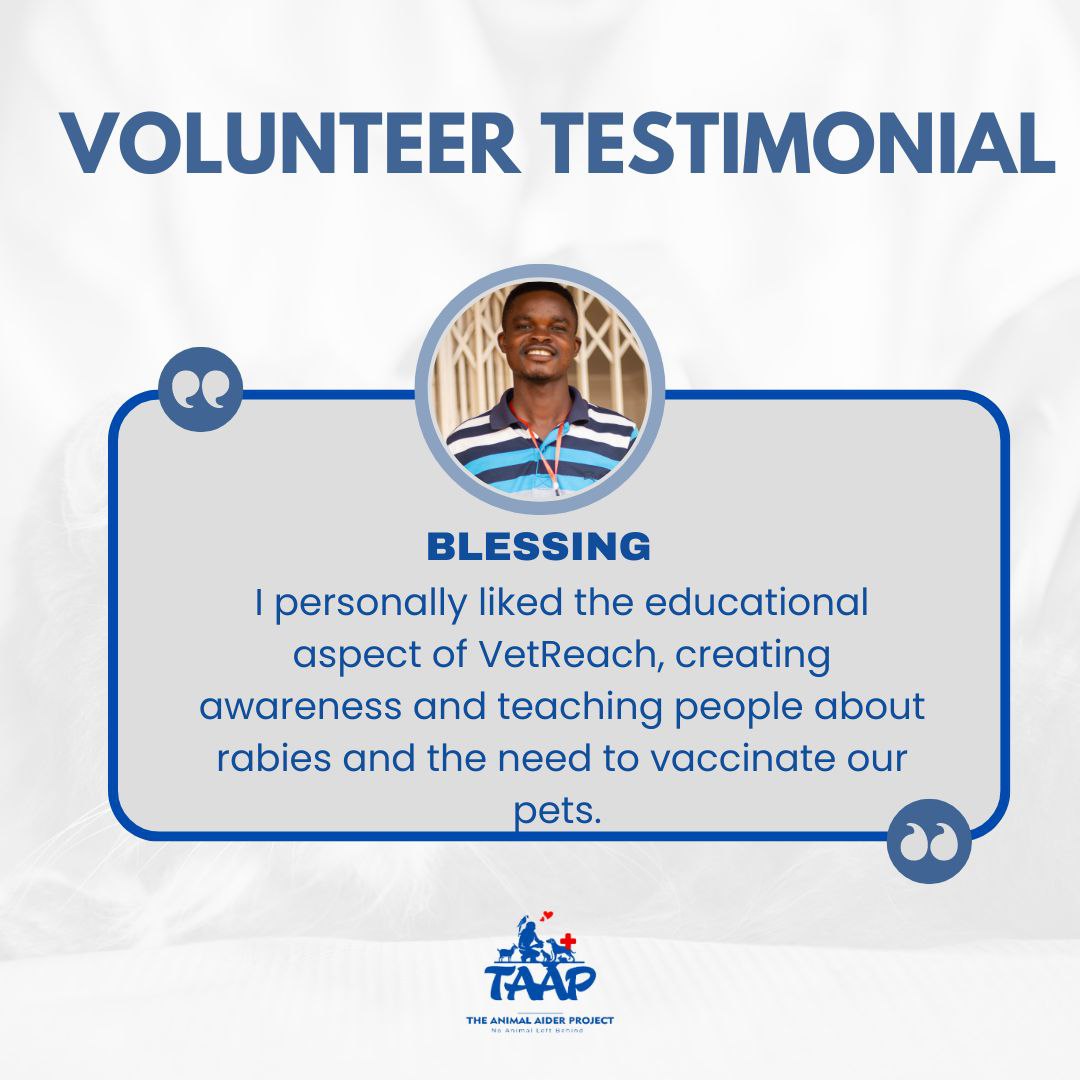 VOLUNTEER TESTIMONIAL
BLESSING
I personally liked the educational
aspect of VetReach, creating
awareness and teaching people about
rabies and the need to vaccinate our
pets.
TAAP
THE ANIMAL AIDER PROJECT
No Animal Left Behind